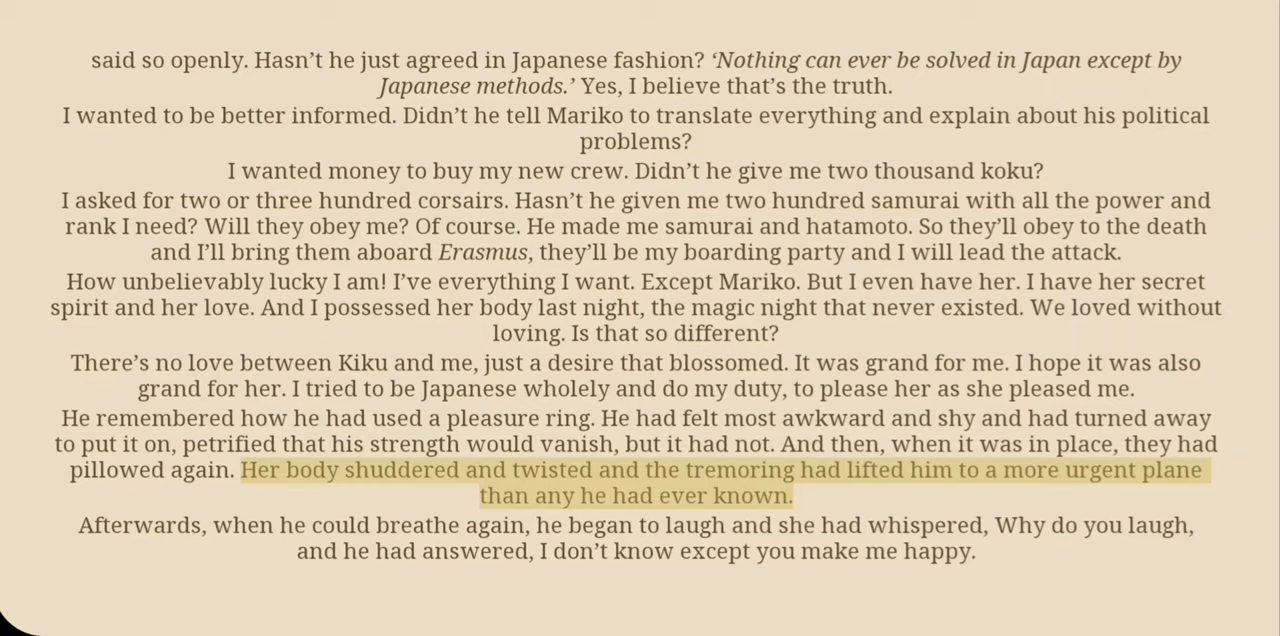 said so openly. Hasn’t he just agreed in Japanese fashion? ‘Nothing can ever be solved in Japan except by
Japanese methods.’ Yes, I believe that’s the truth.
I wanted to be better informed. Didn’t he tell Mariko to translate everything and explain about his political
problems?
I wanted money to buy my new crew. Didn’t he give me two thousand koku?
I asked for two or three hundred corsairs. Hasn’t he given me two hundred samurai with all the power and
rank I need? Will they obey me? Of course. He made me samurai and hatamoto. So they’ll obey to the death
and I’ll bring them aboard Erasmus, they’ll be my boarding party and I will lead the attack.
How unbelievably lucky I am! I’ve everything I want. Except Mariko. But I even have her. I have her secret
spirit and her love. And I possessed her body last night, the magic night that never existed. We loved without
loving. Is that so different?
There’s no love between Kiku and me, just a desire that blossomed. It was grand for me. I hope it was also
grand for her. I tried to be Japanese wholely and do my duty, to please her as she pleased me.
He remembered how he had used a pleasure ring. He had felt most awkward and shy and had turned away
to put it on, petrified that his strength would vanish, but it had not. And then, when it was in place, they had
pillowed again. Her body shuddered and twisted and the tremoring had lifted him to a more urgent plane
than any he had ever known.
Afterwards, when he could breathe again, he began to laugh and she had whispered, Why do you laugh,
and he had answered, I don’t know except you make me happy.